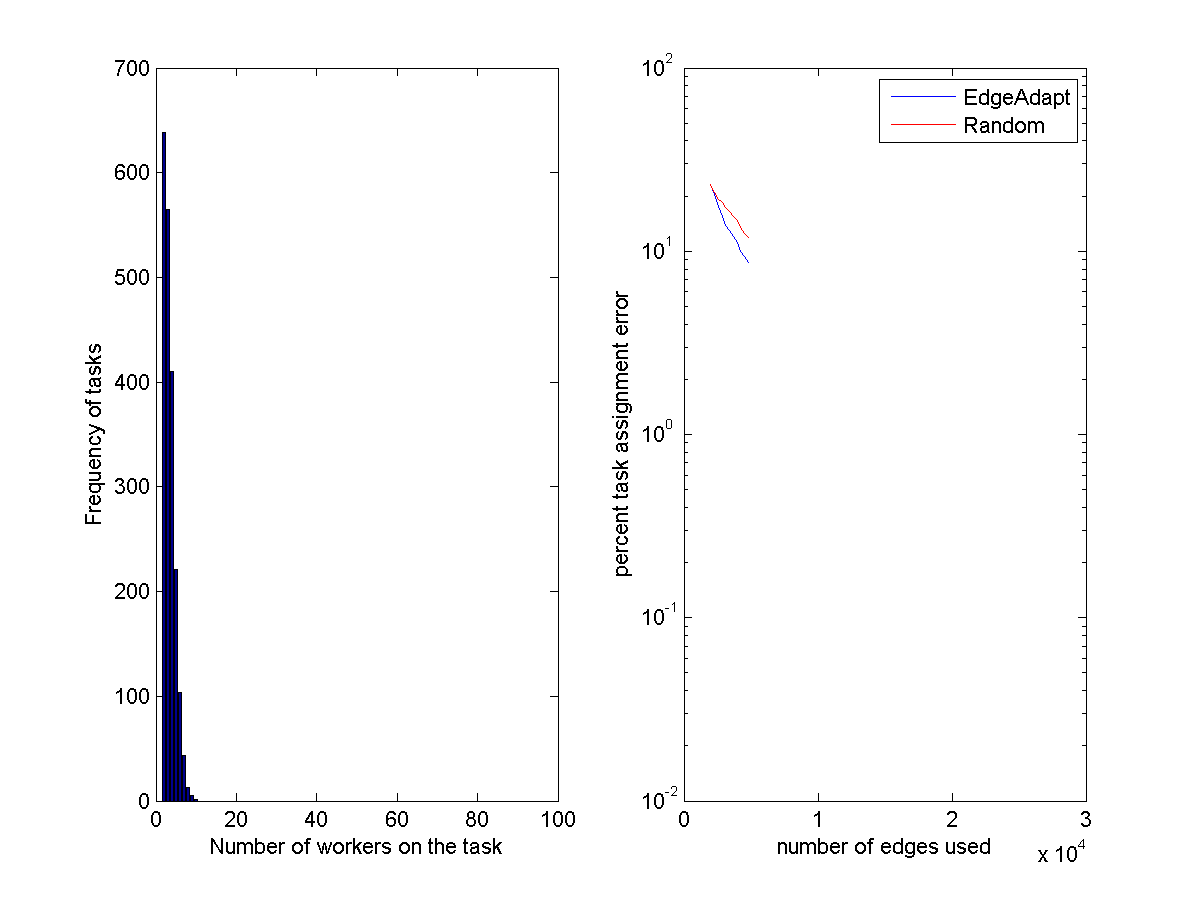 700
600
500
400
300
200
100
0
Frequency of tasks
0 20 40 60 80 100
Number of workers on the task
EdgeAdapt
Random
10^2
10^1
10^0
10^-1
10^-2
percent task assignment error
0 1 2 3
number of edges used
x 10^4